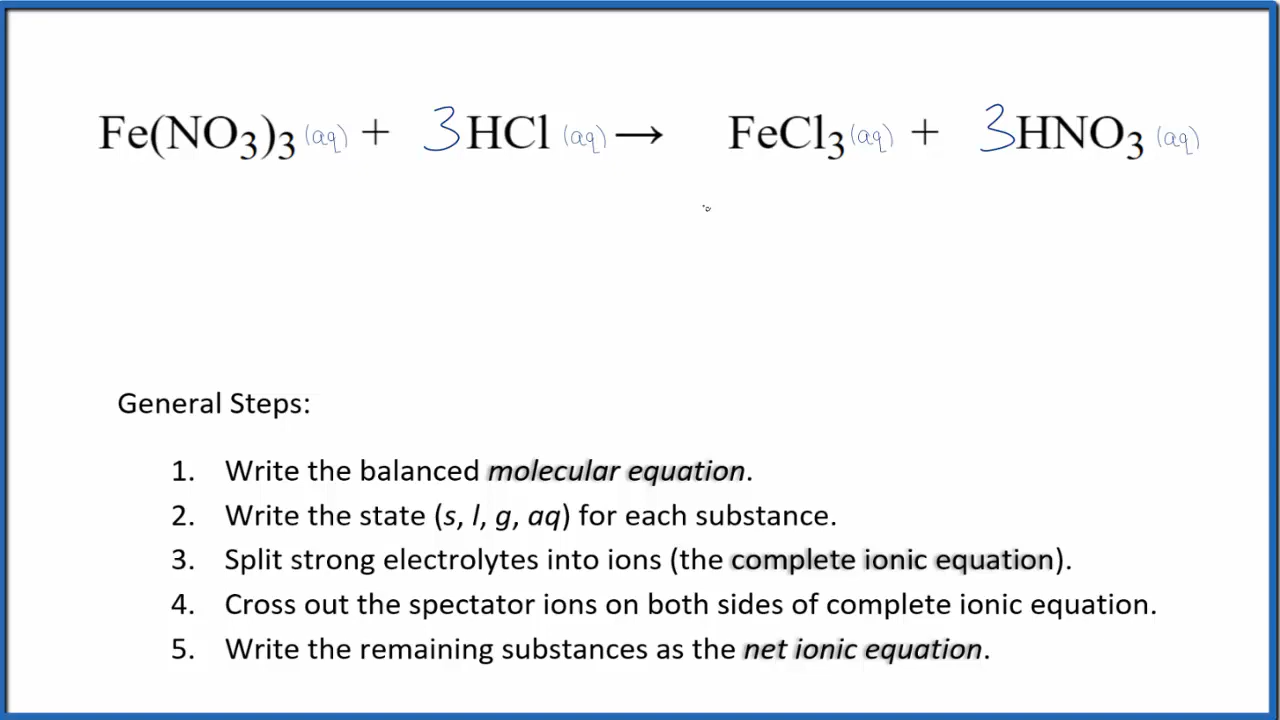 Fe(NO₃)₃ (aq) + 3HCl (aq) → FeCl₃ (aq) + 3HNO₃ (aq)
General Steps:
1. Write the balanced molecular equation.
2. Write the state (s, l, g, aq) for each substance.
3. Split strong electrolytes into ions (the complete ionic equation).
4. Cross out the spectator ions on both sides of complete ionic equation.
5. Write the remaining substances as the net ionic equation.